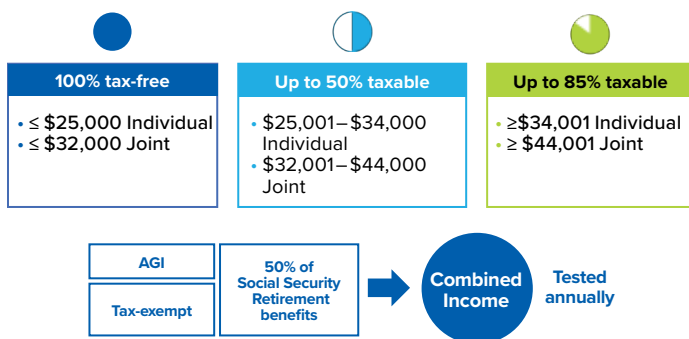 100% tax-free
• ≤ $25,000 Individual
• ≤ $32,000 Joint
Up to 50% taxable
• $25,001–$34,000
Individual
• $32,001–$44,000
Joint
Up to 85% taxable
• ≥$34,001 Individual
• ≥ $44,001 Joint
AGI
Tax-exempt
50% of
Social Security
Retirement
benefits
Combined
Income
Tested
annually